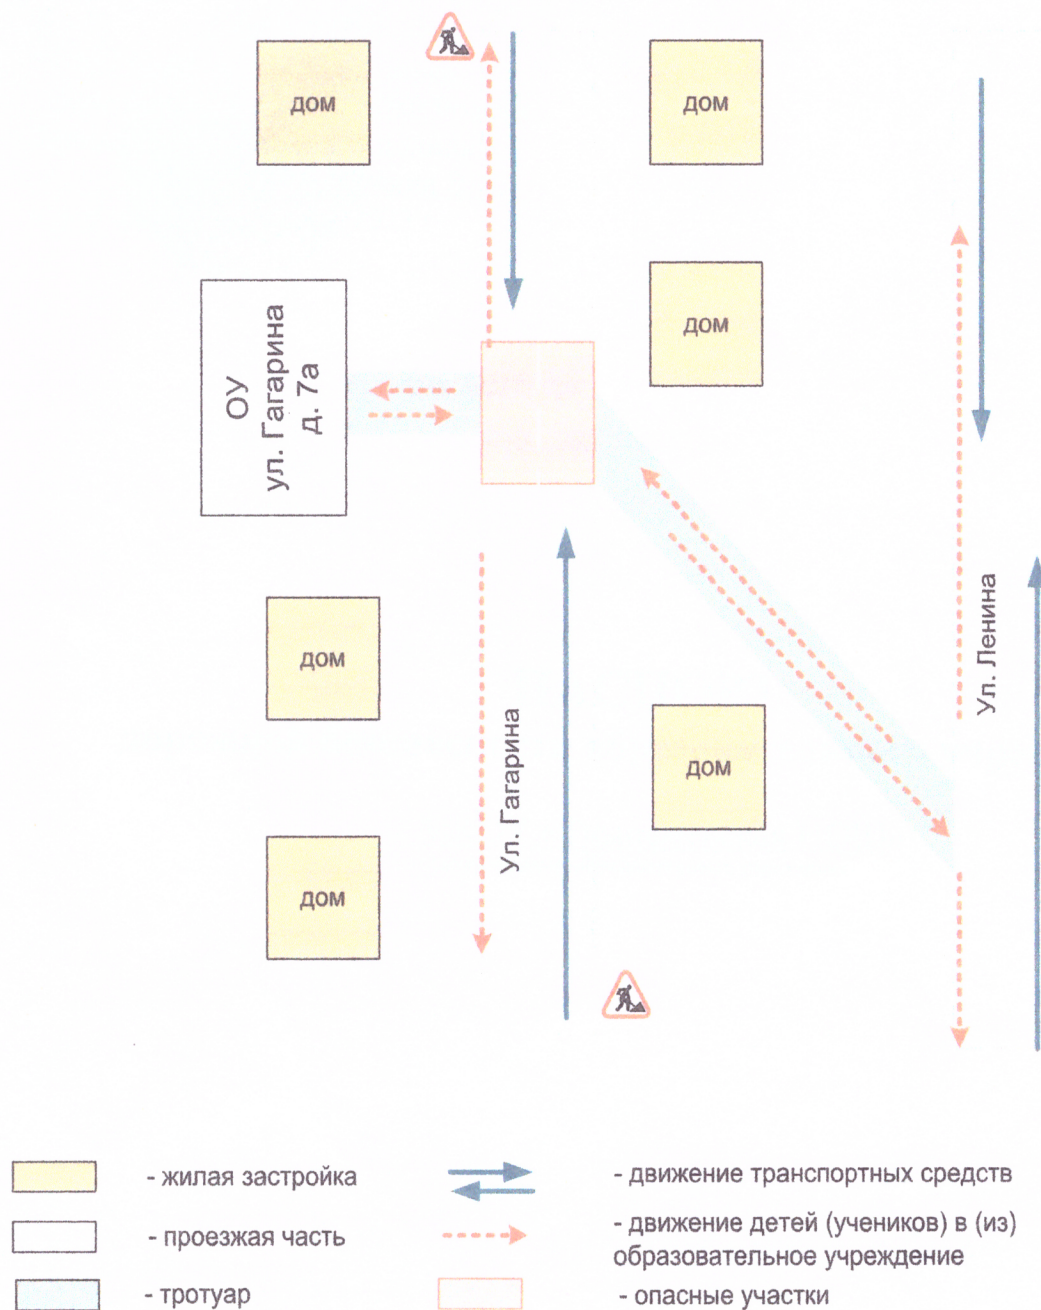 дом
дом
дом
ОУ
ул. Гагарина
д. 7а
дом
дом
дом
Ул. Гагарина
Ул. Ленина
- жилая застройка
- проезжая часть
- тротуар
- движение транспортных средств
- движение детей (учеников) в (из)
образовательное учреждение
- опасные участки